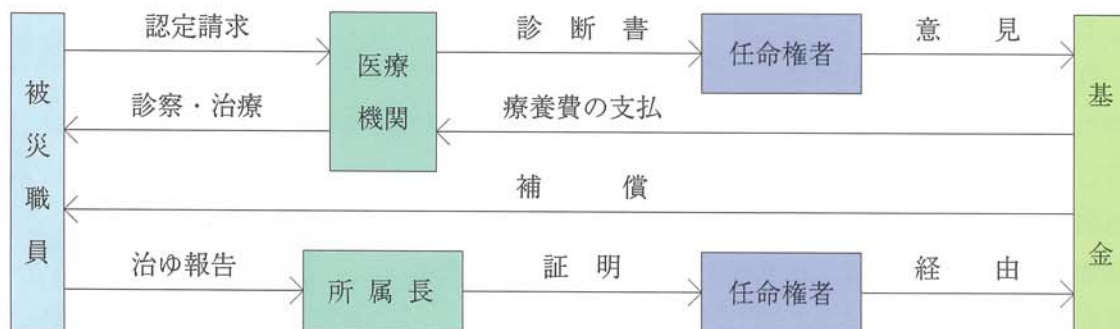 被災職員
認定請求
医療
機関
診断書
任命権者
意見
基金
診察・治療
療養費の支払
補償
治ゆ報告
所属長
証明
任命権者
経由